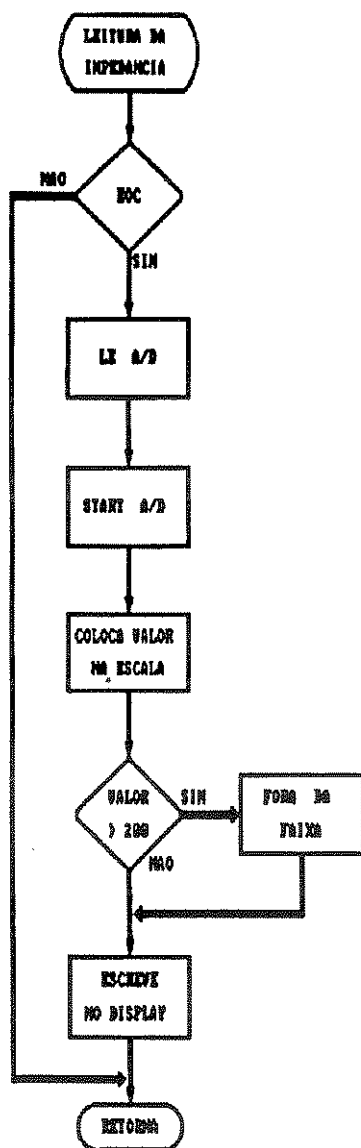 LEITURA DA
IMPEDANCIA
NAO
EOC
SIM
LE A/D
START A/D
COLOCA VALOR
NA ESCALA
VALOR
> 200
SIM
FORA DA
FAIXA
NAO
ESCREVE
NO DISPLAY
RETORNA